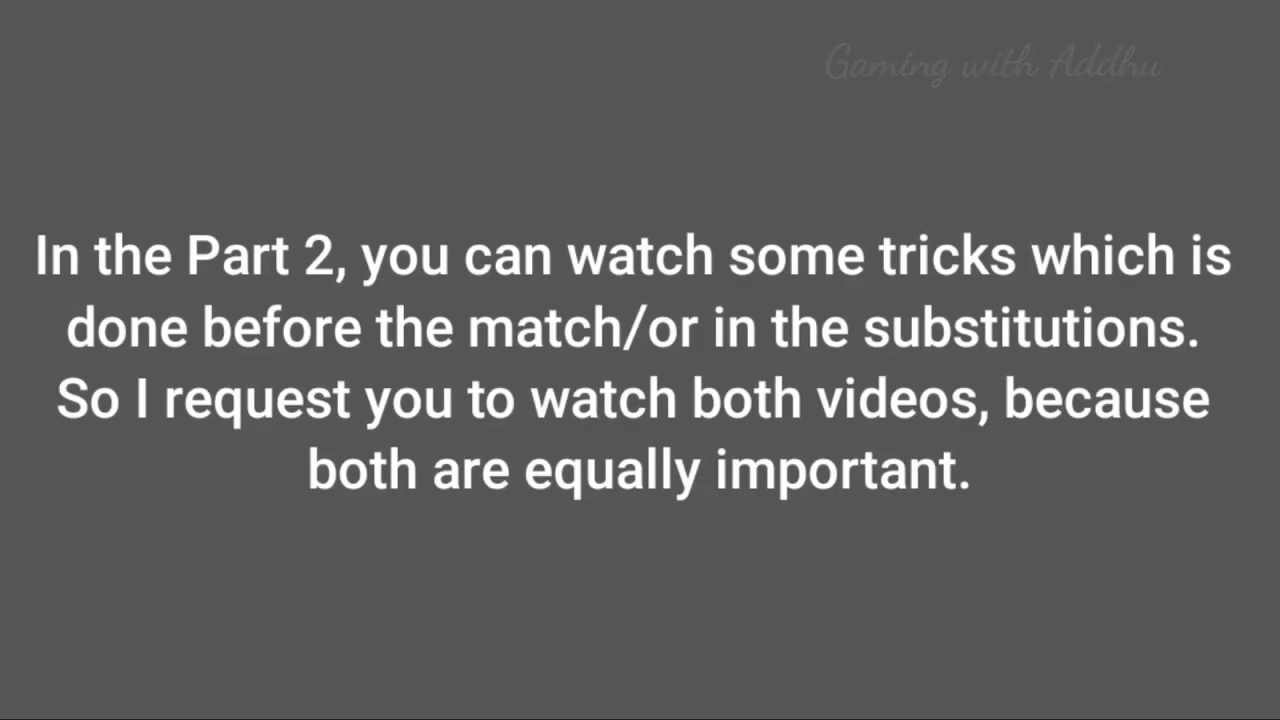 Gaming with Addhu
In the Part 2, you can watch some tricks which is
done before the match/or in the substitutions.
So I request you to watch both videos, because
both are equally important.